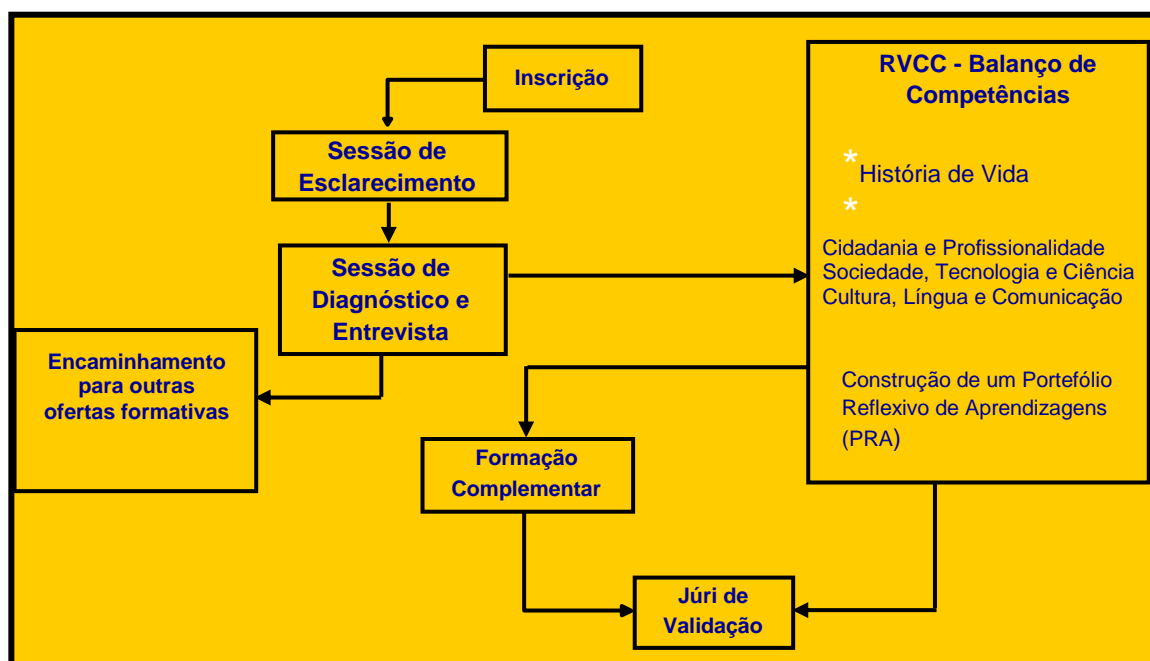 Inscrição
Sessão de
Esclarecimento
Sessão de
Diagnóstico e
Entrevista
Encaminhamento
para outras
ofertas formativas
RVCC - Balanço de
Competências
* História de Vida
*
Cidadania e Profissionalidade
Sociedade, Tecnologia e Ciência
Cultura, Língua e Comunicação
Construção de um Portefólio
Reflexivo de Aprendizagens
(PRA)
Formação
Complementar
Júri de
Validação